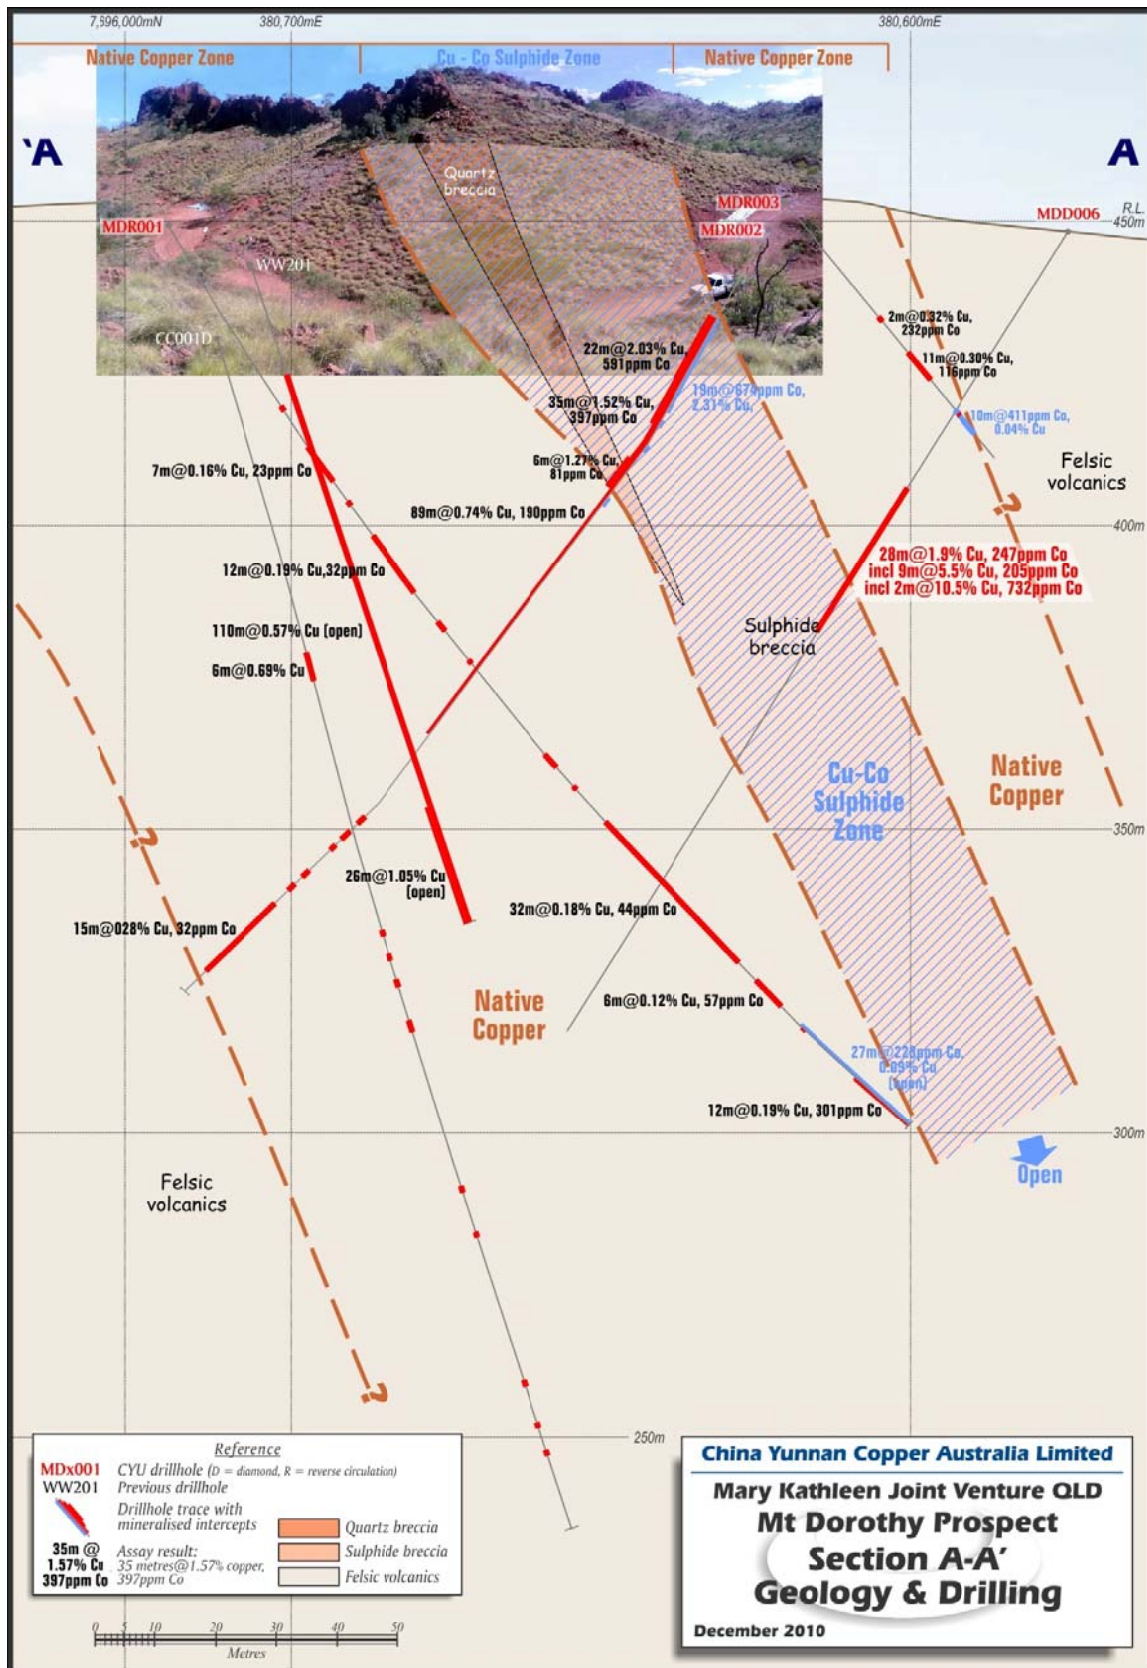 7,696,000mN
380,700mE
380,600mE
Native Copper Zone
Cu - Co Sulphide Zone
Native Copper Zone
‘A
A
Quartz
breccia
MDR001
MDR003
MDR002
MDD006
R.L.
450m
WW201
CC001D
2m@0.32% Cu,
232ppm Co
22m@2.03% Cu,
591ppm Co
11m@0.30% Cu,
116ppm Co
19m@674ppm Co,
2.31% Cu,
35m@1.52% Cu,
397ppm Co
10m@411ppm Co,
0.04% Cu
6m@1.27% Cu,
81ppm Co
7m@0.16% Cu, 23ppm Co
Felsic
volcanics
89m@0.74% Cu, 190ppm Co
?
400m
28m@1.9% Cu, 247ppm Co
incl 9m@5.5% Cu, 205ppm Co
incl 2m@10.5% Cu, 732ppm Co
12m@0.19% Cu,32ppm Co
110m@0.57% Cu (open)
Sulphide
breccia
6m@0.69% Cu
Cu-Co
Sulphide
Zone
Native
Copper
350m
?
26m@1.05% Cu
(open)
32m@0.18% Cu, 44ppm Co
15m@028% Cu, 32ppm Co
Native
Copper
6m@0.12% Cu, 57ppm Co
27m@228ppm Co,
0.09% Cu
(open)
12m@0.19% Cu, 301ppm Co
300m
Open
Felsic
volcanics
?
250m
Reference
MDx001 CYU drillhole (D = diamond, R = reverse circulation)
WW201 Previous drillhole
Drillhole trace with
mineralised intercepts
35m @
1.57% Cu
397ppm Co
Assay result:
35 metres@1.57% copper,
397ppm Co
Quartz breccia
Sulphide breccia
Felsic volcanics
0 5 10 20 30 40 50
Metres
China Yunnan Copper Australia Limited
Mary Kathleen Joint Venture QLD
Mt Dorothy Prospect
Section A-A’
Geology & Drilling
December 2010